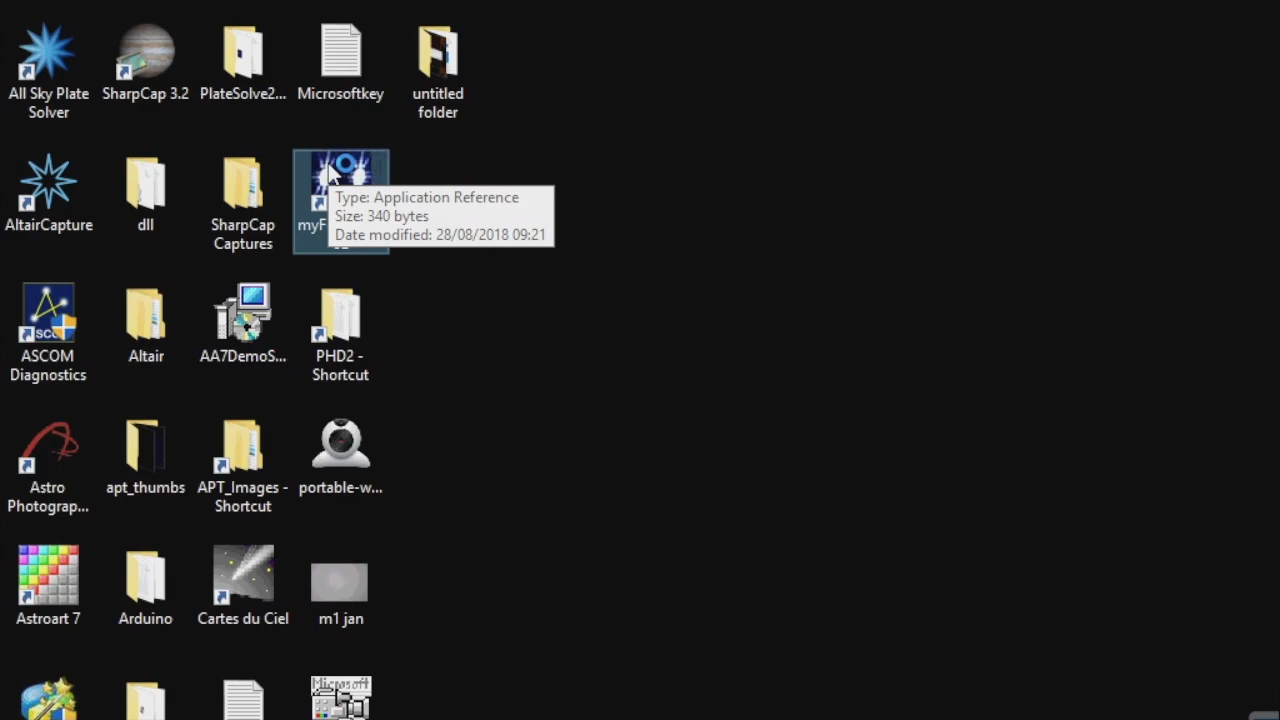 All Sky Plate
Solver
SharpCap 3.2
PlateSolve2...
Microsoftkey
untitled
folder
AltairCapture
dll
SharpCap
Captures
myF
Type: Application Reference
Size: 340 bytes
Date modified: 28/08/2018 09:21
ASCOM
Diagnostics
Altair
AA7DemoS...
PHD2 -
Shortcut
Astro
Photograp...
apt_thumbs
APT_Images -
Shortcut
portable-w...
Astroart 7
Arduino
Cartes du Ciel
m1 jan
Microsoft